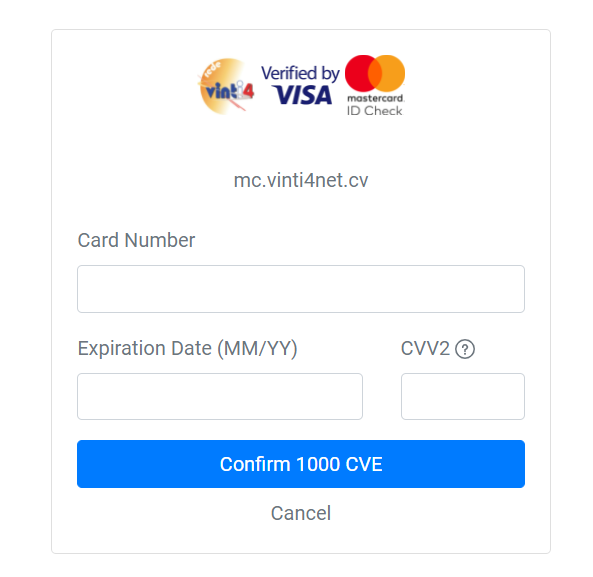 rede
vinti4
Verified by
VISA
mastercard.
ID Check
mc.vinti4net.cv
Card Number
Expiration Date (MM/YY)
CVV2 ?
Confirm 1000 CVE
Cancel